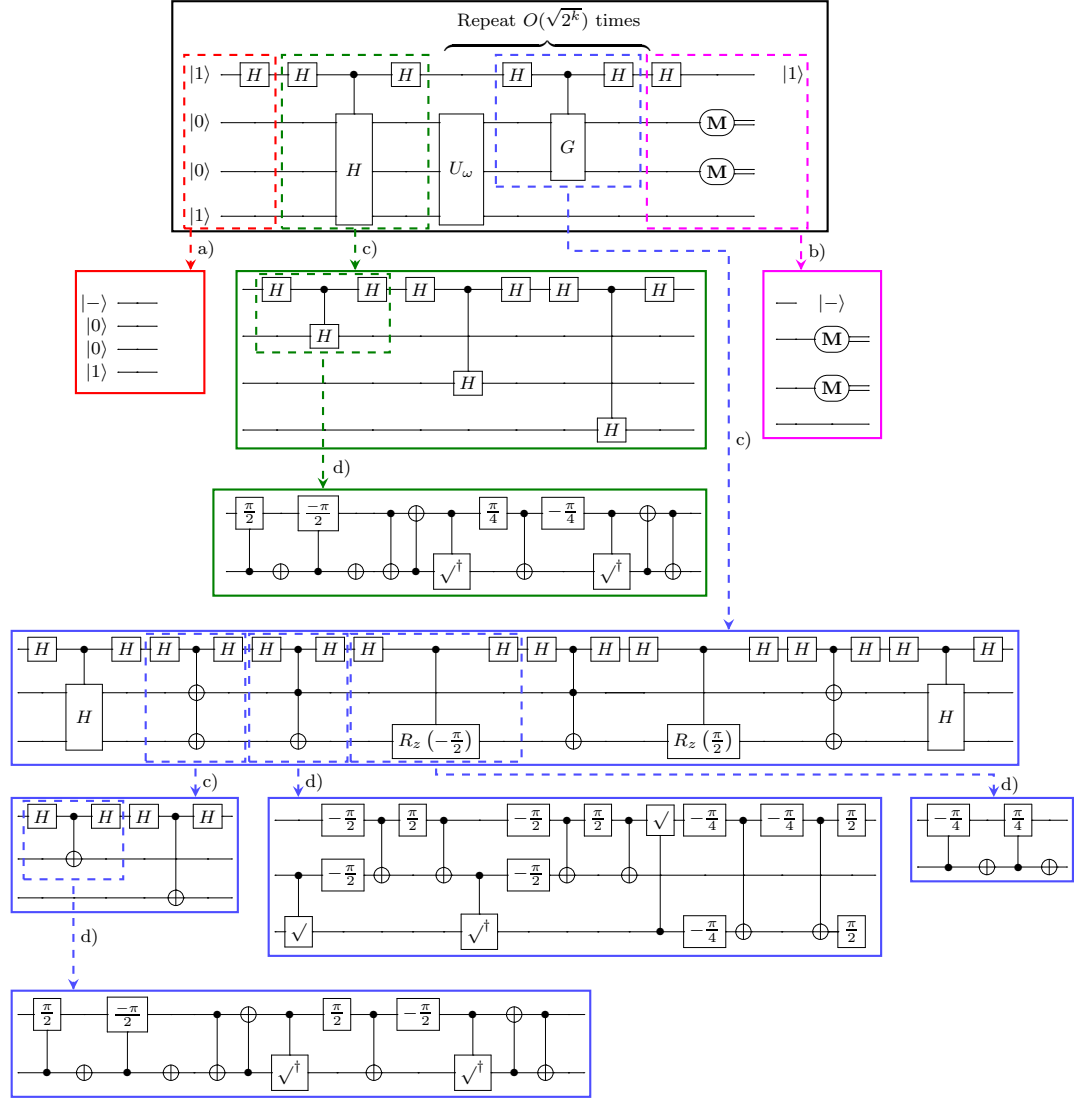 Repeat $O(\sqrt{2^k})$ times
|1⟩ H H H H H H |1⟩
|0⟩ M
H U_ω G
|0⟩ M
|1⟩
a) c) b)
|−⟩
|0⟩
|0⟩
|1⟩
H H H H H H
H
H
H
|−⟩
M
M
c)
d)
π/2 −π/2 π/4 −π/4
√† √†
H H H H H H H H H H H H H H
H H
R_z(−π/2) R_z(π/2)
c) d) d)
H H H H
−π/2 π/2 −π/2 π/2 √ −π/4 −π/4 π/2
−π/2 −π/2
√ √† −π/4 π/2
−π/4 π/4
d)
π/2 −π/2 π/2 −π/2
√† √†